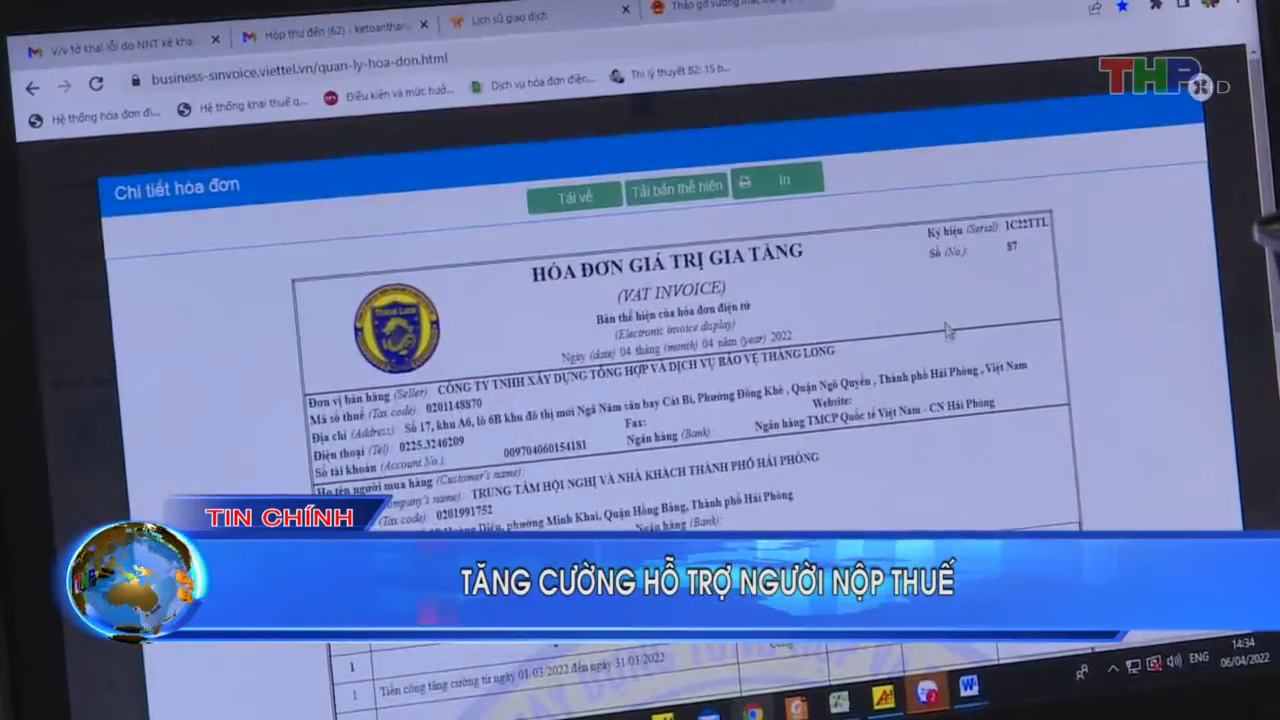 V/v tờ khai lỗi do NNT kê khai
Hộp thư đến (62) - ketoanthan...
Lịch sử giao dịch
business-sinvoice.viettel.vn/quan-ly-hoa-don.html
Hệ thống hóa đơn đi...
Hệ thống khai thuế q...
Điều kiện và mức hưở...
Dịch vụ hóa đơn điện...
Thi lý thuyết B2: 15 b...
THP HD
Chi tiết hóa đơn
Tải về
Tải bản thể hiện
In
HÓA ĐƠN GIÁ TRỊ GIA TĂNG
Ký hiệu (Serial): 1C22TTL
(VAT INVOICE)
Số (No.): 87
Bản thể hiện của hóa đơn điện tử
(Electronic invoice display)
Ngày (date) 04 tháng (month) 04 năm (year) 2022
Đơn vị bán hàng (Seller): CÔNG TY TNHH XÂY DỰNG TỔNG HỢP VÀ DỊCH VỤ BẢO VỆ THĂNG LONG
Mã số thuế (Tax code): 0201148870
Địa chỉ (Address): Số 17, khu A6, lô 6B khu đô thị mới Ngã Năm sân bay Cát Bi, Phường Đông Khê, Quận Ngô Quyền, Thành phố Hải Phòng, Việt Nam
Điện thoại (Tel): 0225.3246209 Fax: Website:
Số tài khoản (Account No.): 009704060154181 Ngân hàng (Bank): Ngân hàng TMCP Quốc tế Việt Nam - CN Hải Phòng
Họ tên người mua hàng (Customer's name):
ompany's name): TRUNG TÂM HỘI NGHỊ VÀ NHÀ KHÁCH THÀNH PHỐ HẢI PHÒNG
(Tax code): 0201991752
Diệu, phường Minh Khai, Quận Hồng Bàng, Thành phố Hải Phòng
Ngân hàng (Bank):
TIN CHÍNH
TĂNG CƯỜNG HỖ TRỢ NGƯỜI NỘP THUẾ
1
1 Tiền công tăng cường từ ngày 01/03/2022 đến ngày 31/03/2022
ENG
14:34
06/04/2022